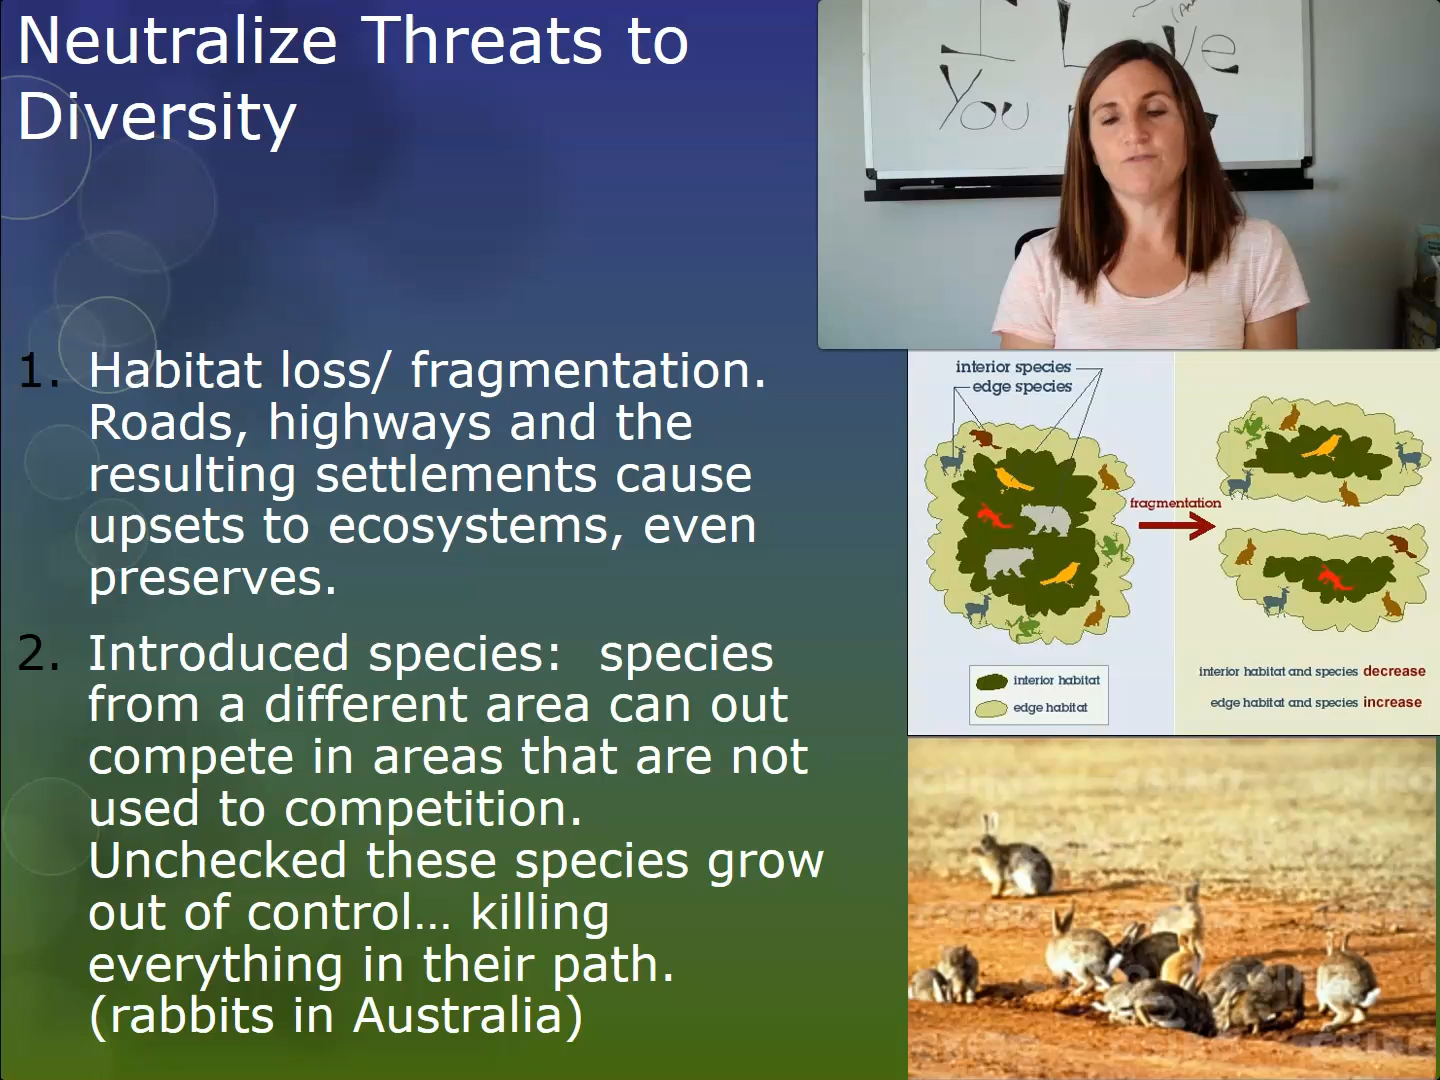 Neutralize Threats to
Diversity
I Love
You
1. Habitat loss/ fragmentation.
Roads, highways and the
resulting settlements cause
upsets to ecosystems, even
preserves.
2. Introduced species:  species
from a different area can out
compete in areas that are not
used to competition.
Unchecked these species grow
out of control... killing
everything in their path.
(rabbits in Australia)
interior species
edge species
fragmentation
interior habitat
edge habitat
interior habitat and species decrease
edge habitat and species increase
CSIRO